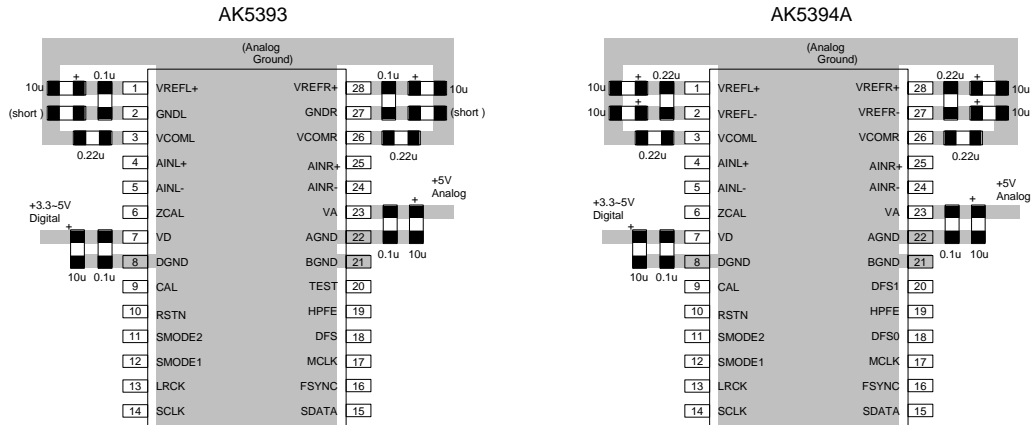 AK5393
(Analog
Ground)
10u
+
0.1u
0.1u
+
10u
1 VREFL+
VREFR+ 28
(short )
2 GNDL
GNDR 27
(short )
3 VCOML
VCOMR 26
0.22u
0.22u
4 AINL+
AINR+ 25
5 AINL-
AINR- 24
+5V
Analog
+3.3~5V
Digital
6 ZCAL
VA 23
+
+
7 VD
AGND 22
0.1u 10u
8 DGND
BGND 21
10u 0.1u
9 CAL
TEST 20
10 RSTN
HPFE 19
11 SMODE2
DFS 18
12 SMODE1
MCLK 17
13 LRCK
FSYNC 16
14 SCLK
SDATA 15
AK5394A
(Analog
Ground)
10u
+
0.22u
0.22u
+
10u
1 VREFL+
VREFR+ 28
10u
+
2 VREFL-
VREFR- 27
+
10u
3 VCOML
VCOMR 26
0.22u
0.22u
4 AINL+
AINR+ 25
5 AINL-
AINR- 24
+5V
Analog
+3.3~5V
Digital
6 ZCAL
VA 23
+
+
7 VD
AGND 22
0.1u 10u
8 DGND
BGND 21
10u 0.1u
9 CAL
DFS1 20
10 RSTN
HPFE 19
11 SMODE2
DFS0 18
12 SMODE1
MCLK 17
13 LRCK
FSYNC 16
14 SCLK
SDATA 15